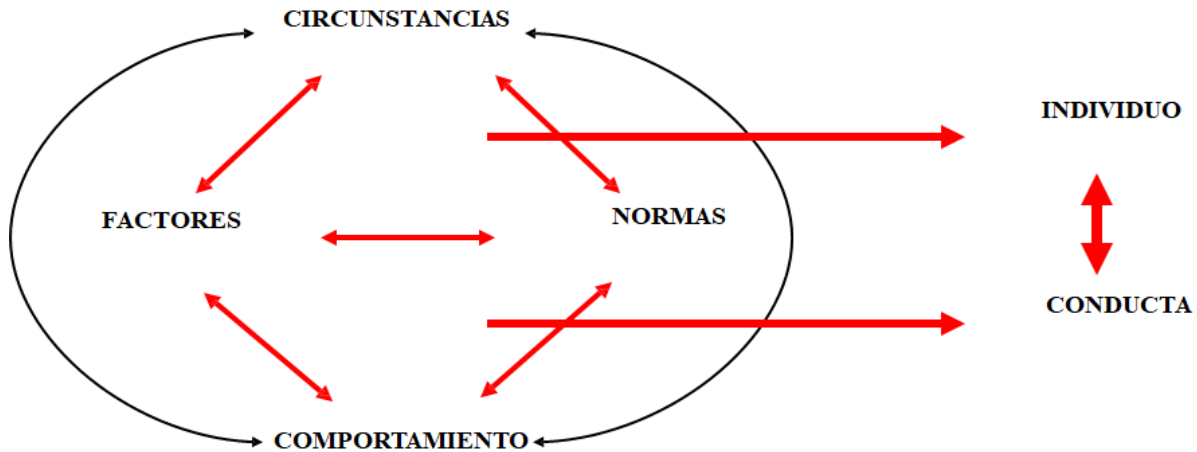 CIRCUNSTANCIAS
INDIVIDUO
FACTORES
NORMAS
CONDUCTA
COMPORTAMIENTO